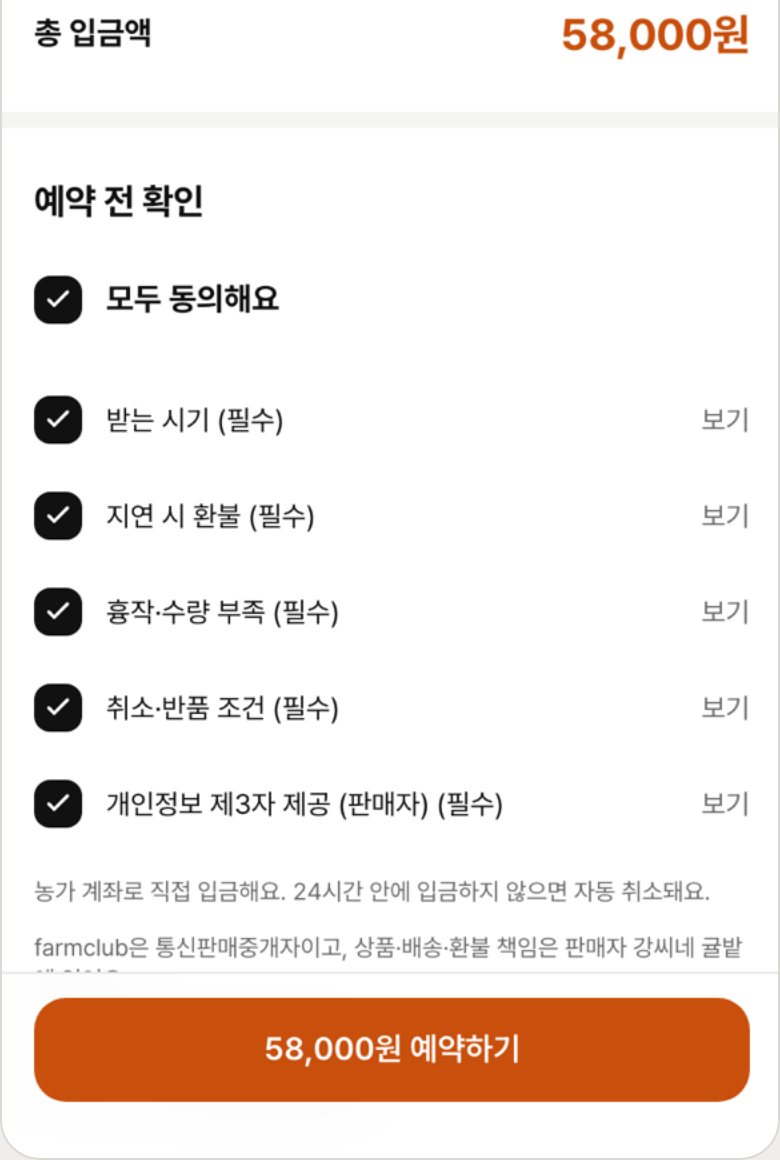 총 입금액 58,000원
예약 전 확인
모두 동의해요
받는 시기 (필수) 보기
지연 시 환불 (필수) 보기
흉작·수량 부족 (필수) 보기
취소·반품 조건 (필수) 보기
개인정보 제3자 제공 (판매자) (필수) 보기
농가 계좌로 직접 입금해요. 24시간 안에 입금하지 않으면 자동 취소돼요.
farmclub은 통신판매중개자이고, 상품·배송·환불 책임은 판매자 강씨네 귤밭
58,000원 예약하기